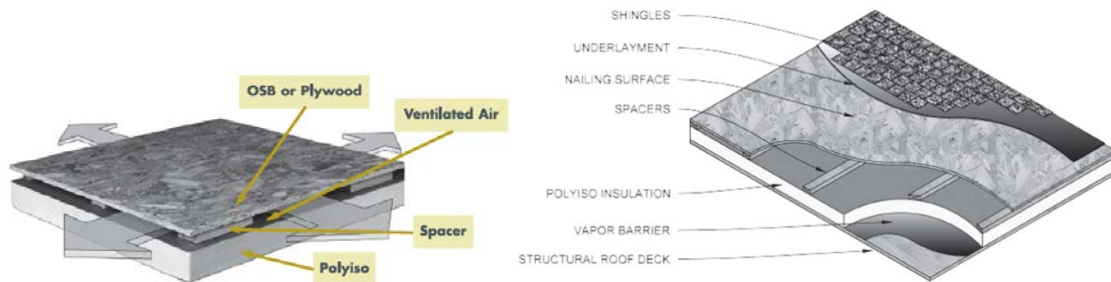 OSB or Plywood
Ventilated Air
Spacer
Polyiso
SHINGLES
UNDERLAYMENT
NAILING SURFACE
SPACERS
POLYISO INSULATION
VAPOR BARRIER
STRUCTURAL ROOF DECK